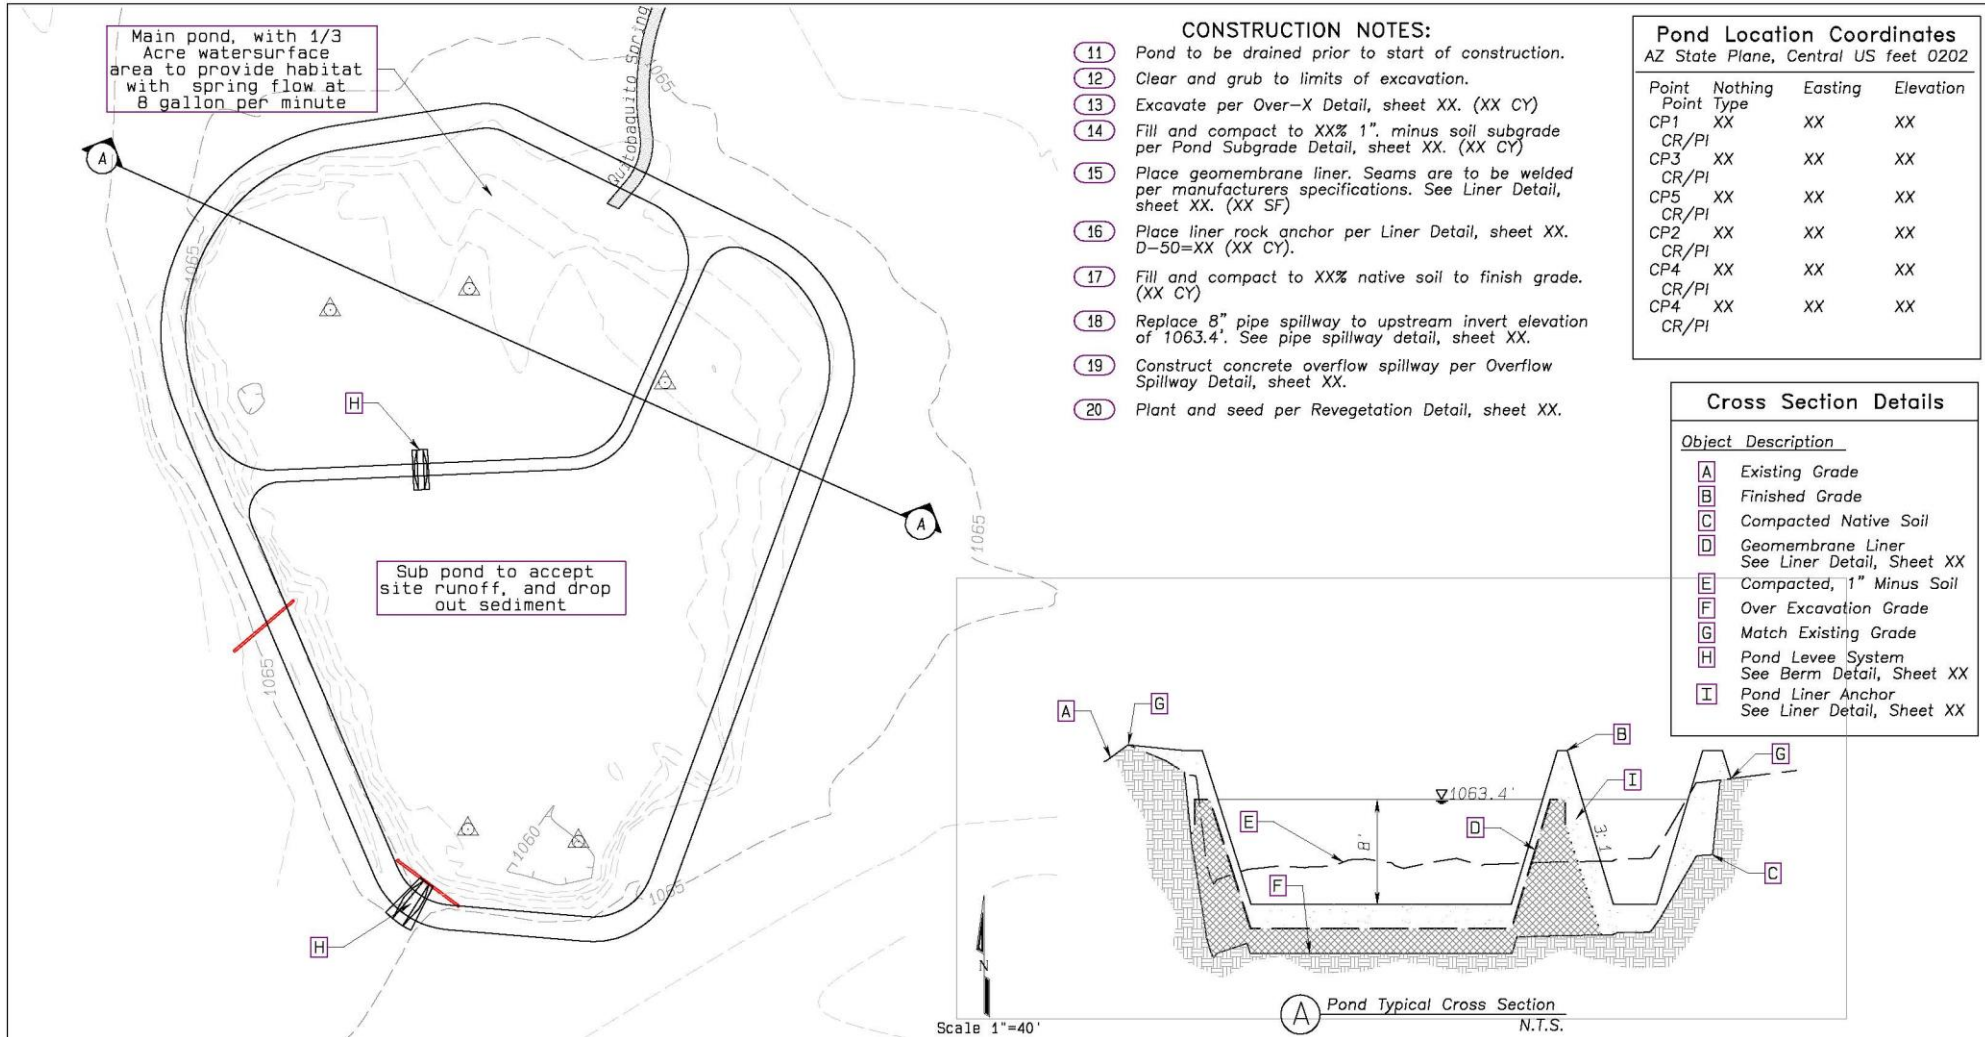 Main pond, with 1/3
Acre watersurface
area to provide habitat
with spring flow at
8 gallon per minute
Quitobaquito Spring
1065
A
1065
H
Sub pond to accept
site runoff, and drop
out sediment
A
1065
1065
1060
1065
H
CONSTRUCTION NOTES:
11 Pond to be drained prior to start of construction.
12 Clear and grub to limits of excavation.
13 Excavate per Over-X Detail, sheet XX. (XX CY)
14 Fill and compact to XX% 1". minus soil subgrade
per Pond Subgrade Detail, sheet XX. (XX CY)
15 Place geomembrane liner. Seams are to be welded
per manufacturers specifications. See Liner Detail,
sheet XX. (XX SF)
16 Place liner rock anchor per Liner Detail, sheet XX.
D-50=XX (XX CY).
17 Fill and compact to XX% native soil to finish grade.
(XX CY)
18 Replace 8" pipe spillway to upstream invert elevation
of 1063.4'. See pipe spillway detail, sheet XX.
19 Construct concrete overflow spillway per Overflow
Spillway Detail, sheet XX.
20 Plant and seed per Revegetation Detail, sheet XX.
Pond Location Coordinates
AZ State Plane, Central US feet 0202
Point Nothing Easting Elevation
Point Type
CP1 XX XX XX
CR/PI
CP3 XX XX XX
CR/PI
CP5 XX XX XX
CR/PI
CP2 XX XX XX
CR/PI
CP4 XX XX XX
CR/PI
CP4 XX XX XX
CR/PI
Cross Section Details
Object Description
A Existing Grade
B Finished Grade
C Compacted Native Soil
D Geomembrane Liner
See Liner Detail, Sheet XX
E Compacted, 1" Minus Soil
F Over Excavation Grade
G Match Existing Grade
H Pond Levee System
See Berm Detail, Sheet XX
I Pond Liner Anchor
See Liner Detail, Sheet XX
A
G
B
G
I
1063.4'
E
8'
D
3:1
F
C
N
Scale 1"=40'
A Pond Typical Cross Section
N.T.S.